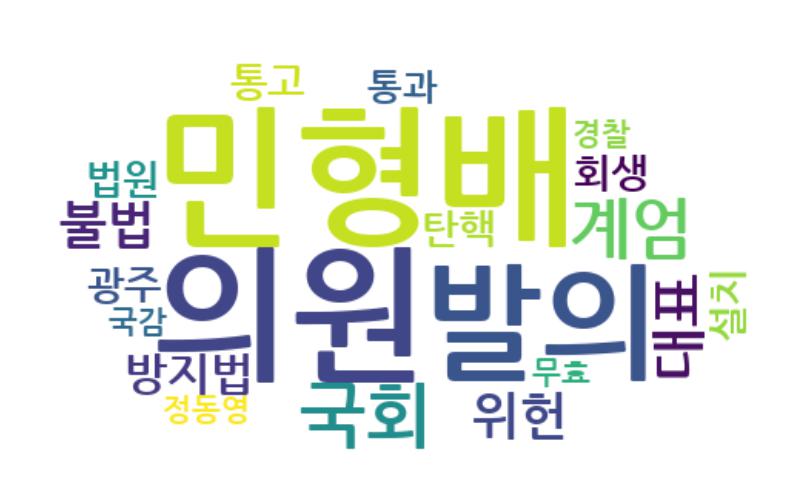 통고
통과
민형배
경찰
법원
회생
불법
탄핵
계엄
광주
의원
발의
대표
설치
국감
방지법
무효
정동영
국회
위헌